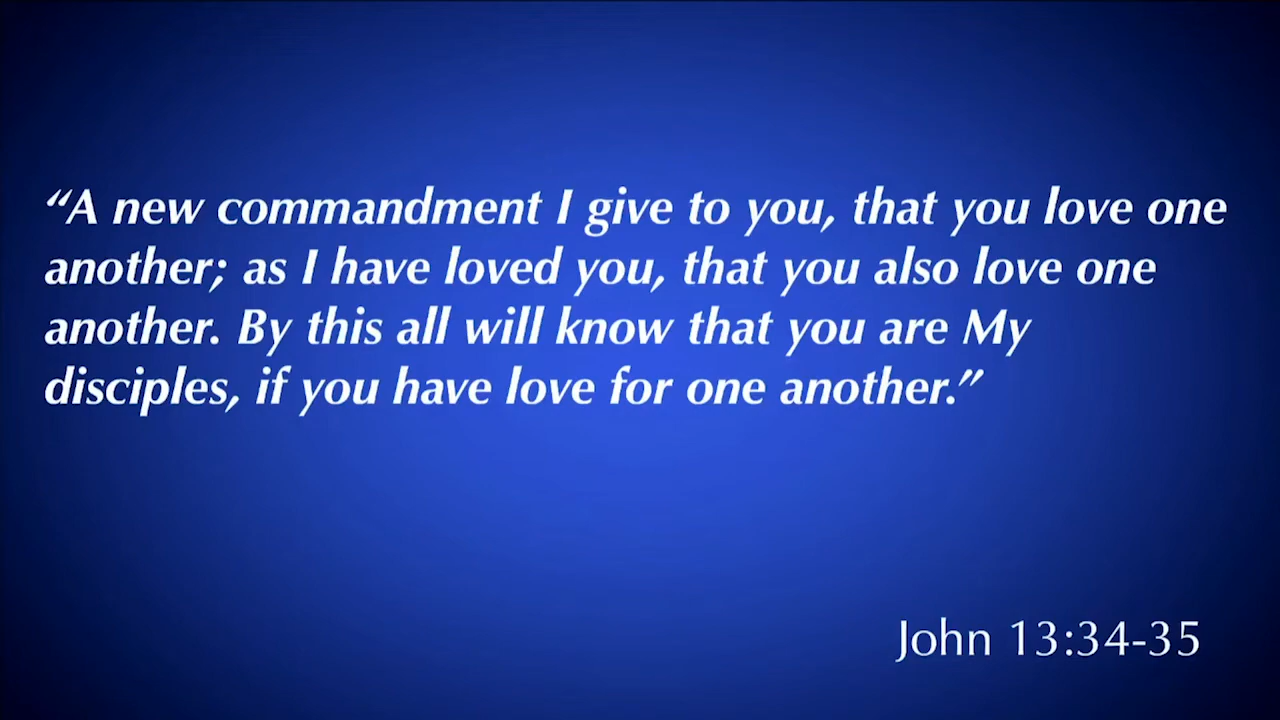 “A new commandment I give to you, that you love one
another; as I have loved you, that you also love one
another. By this all will know that you are My
disciples, if you have love for one another.”
John 13:34-35